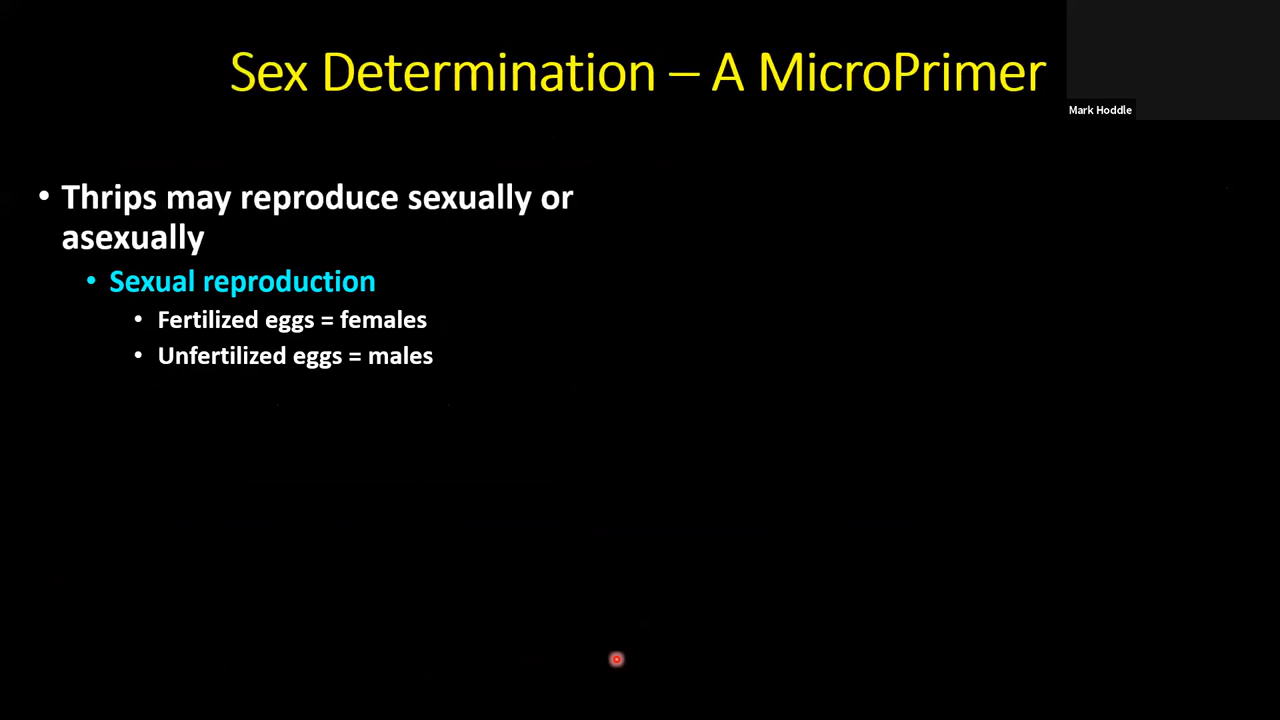 Sex Determination – A MicroPrimer
Mark Hoddle
• Thrips may reproduce sexually or
asexually
• Sexual reproduction
• Fertilized eggs = females
• Unfertilized eggs = males